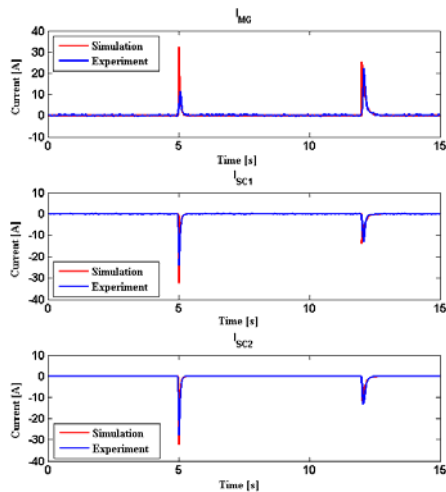 I_MG
Current [A]
40
30
20
10
0
-10
Simulation
Experiment
0
5
10
15
Time [s]
I_SC1
Current [A]
10
0
-10
-20
-30
-40
Simulation
Experiment
0
5
10
15
Time [s]
I_SC2
Current [A]
10
0
-10
-20
-30
-40
Simulation
Experiment
0
5
10
15
Time [s]